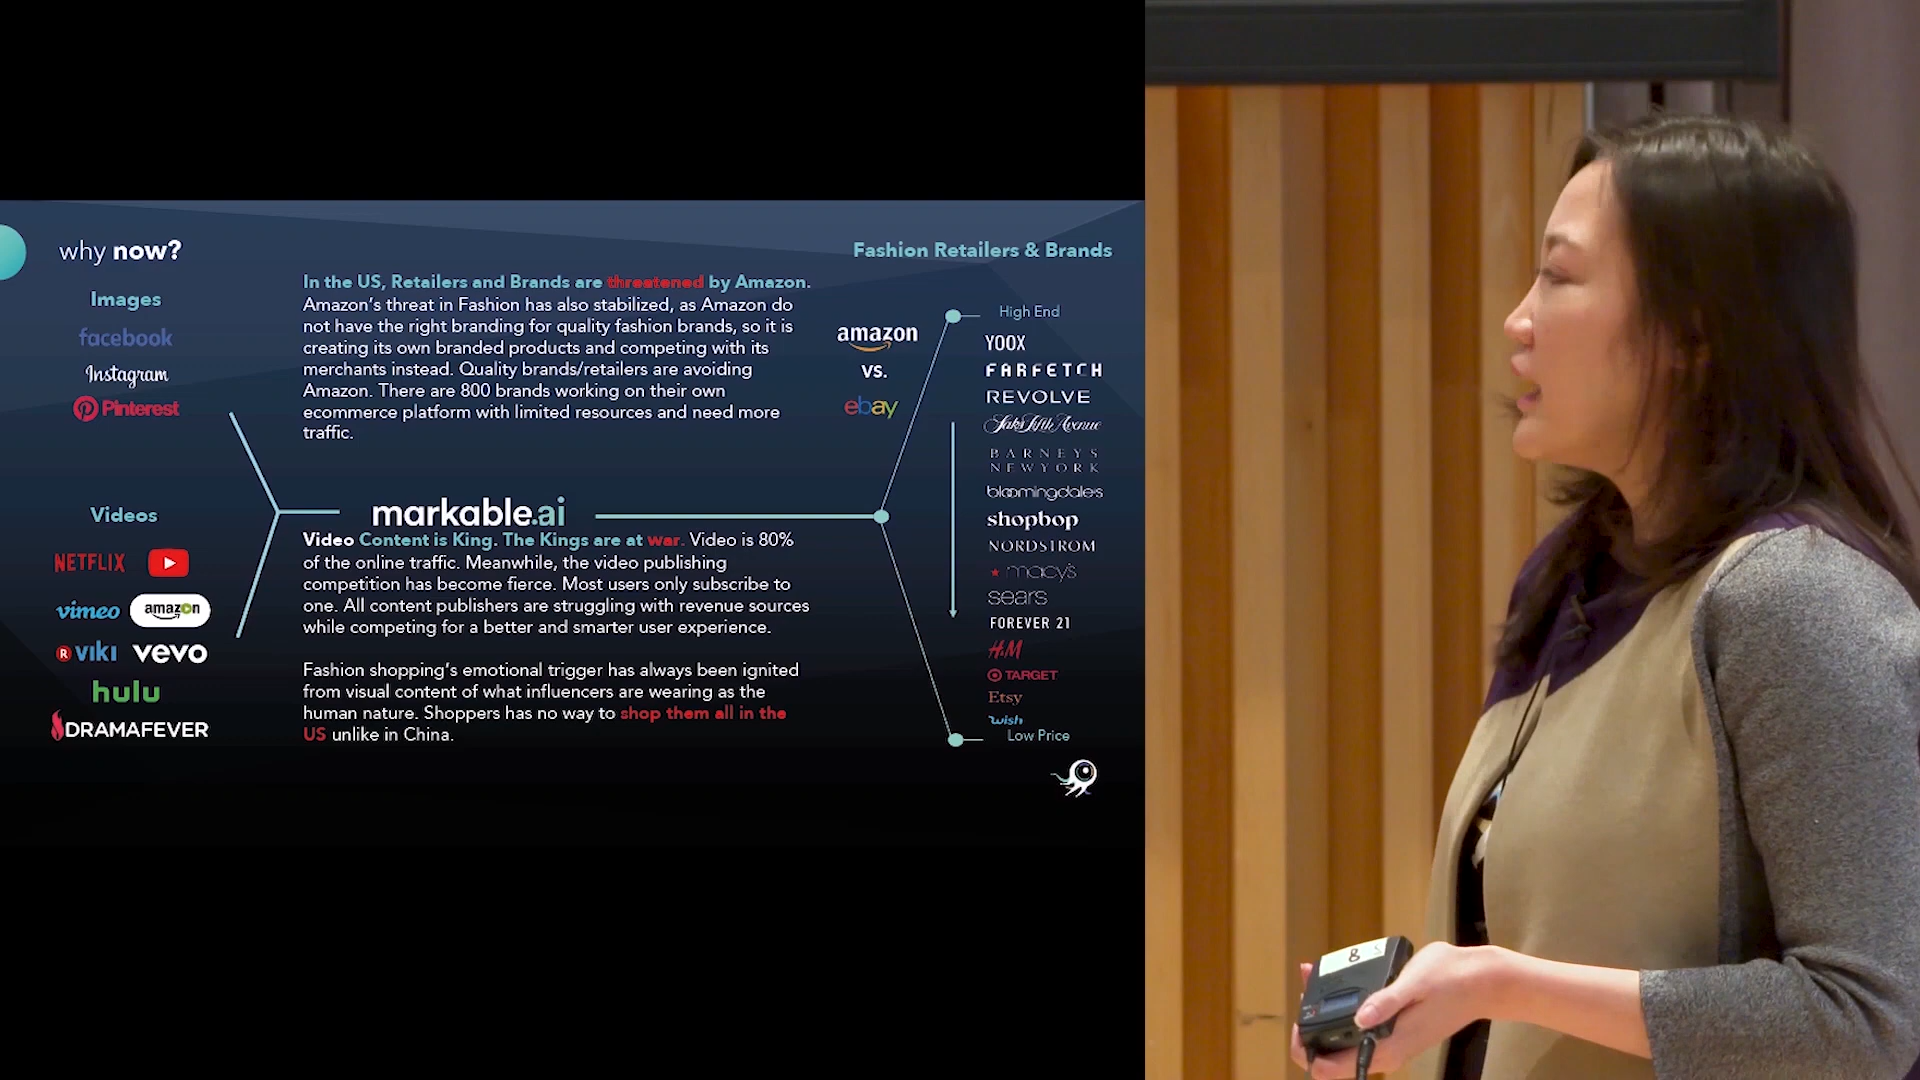 why now?
Images
facebook
Instagram
Pinterest
Videos
NETFLIX
vimeo
amazon
R VIKI
vevo
hulu
DRAMAFEVER
In the US, Retailers and Brands are threatened by Amazon.
Amazon's threat in Fashion has also stabilized, as Amazon do
not have the right branding for quality fashion brands, so it is
creating its own branded products and competing with its
merchants instead. Quality brands/retailers are avoiding
Amazon. There are 800 brands working on their own
ecommerce platform with limited resources and need more
traffic.
markable.ai
Video Content is King. The Kings are at war. Video is 80%
of the online traffic. Meanwhile, the video publishing
competition has become fierce. Most users only subscribe to
one. All content publishers are struggling with revenue sources
while competing for a better and smarter user experience.
Fashion shopping's emotional trigger has always been ignited
from visual content of what influencers are wearing as the
human nature. Shoppers has no way to shop them all in the
US unlike in China.
amazon
vs.
ebay
Fashion Retailers & Brands
High End
YOOX
FARFETCH
REVOLVE
Saks Fifth Avenue
BARNEYS
NEWYORK
bloomingdale's
shopbop
NORDSTROM
macy's
sears
FOREVER 21
H&M
TARGET
Etsy
wish
Low Price
8